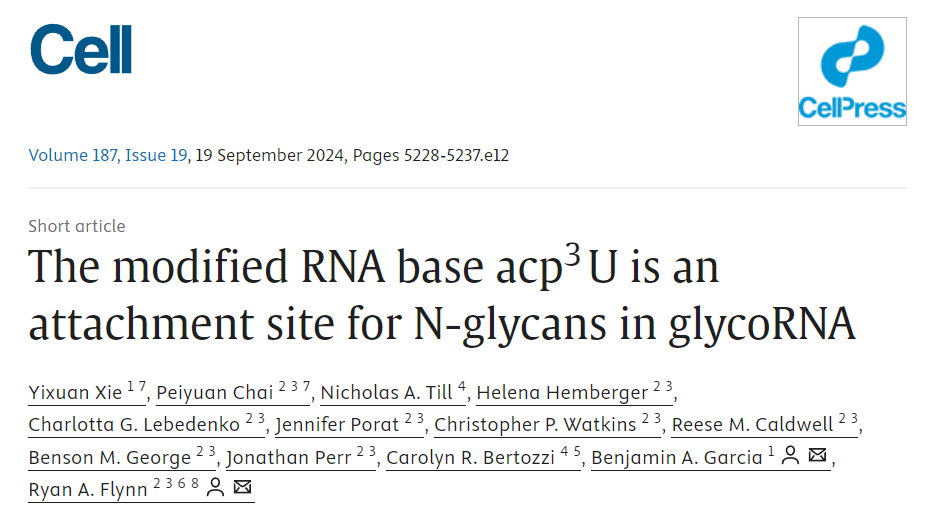 Cell
CellPress
Volume 187, Issue 19, 19 September 2024, Pages 5228-5237.e12
Short article
The modified RNA base acp³U is an
attachment site for N-glycans in glycoRNA
Yixuan Xie ¹ ⁷, Peiyuan Chai ² ³ ⁷, Nicholas A. Till ⁴, Helena Hemberger ² ³,
Charlotta G. Lebedenko ² ³, Jennifer Porat ² ³, Christopher P. Watkins ² ³, Reese M. Caldwell ² ³,
Benson M. George ² ³, Jonathan Perr ² ³, Carolyn R. Bertozzi ⁴ ⁵, Benjamin A. Garcia ¹,
Ryan A. Flynn ² ³ ⁶ ⁸